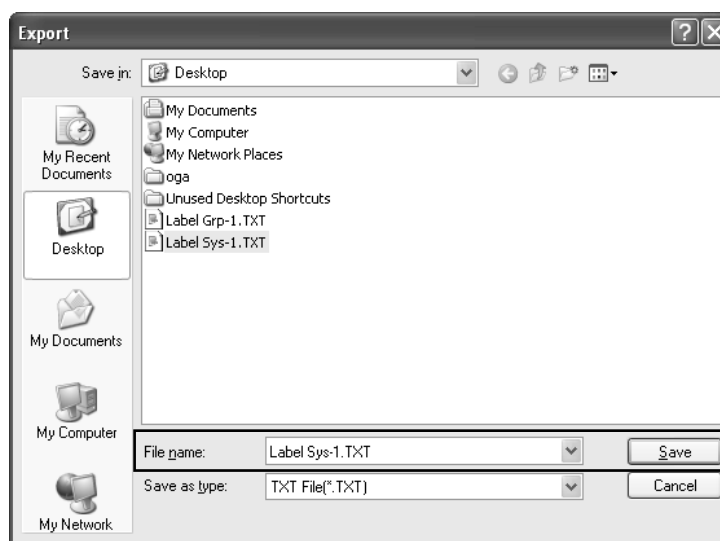 Export
Save in:
Desktop
My Recent
Documents
Desktop
My Documents
My Computer
My Network
My Documents
My Computer
My Network Places
oga
Unused Desktop Shortcuts
Label Grp-1.TXT
Label Sys-1.TXT
File name:
Label Sys-1.TXT
Save
Save as type:
TXT File(*.TXT)
Cancel